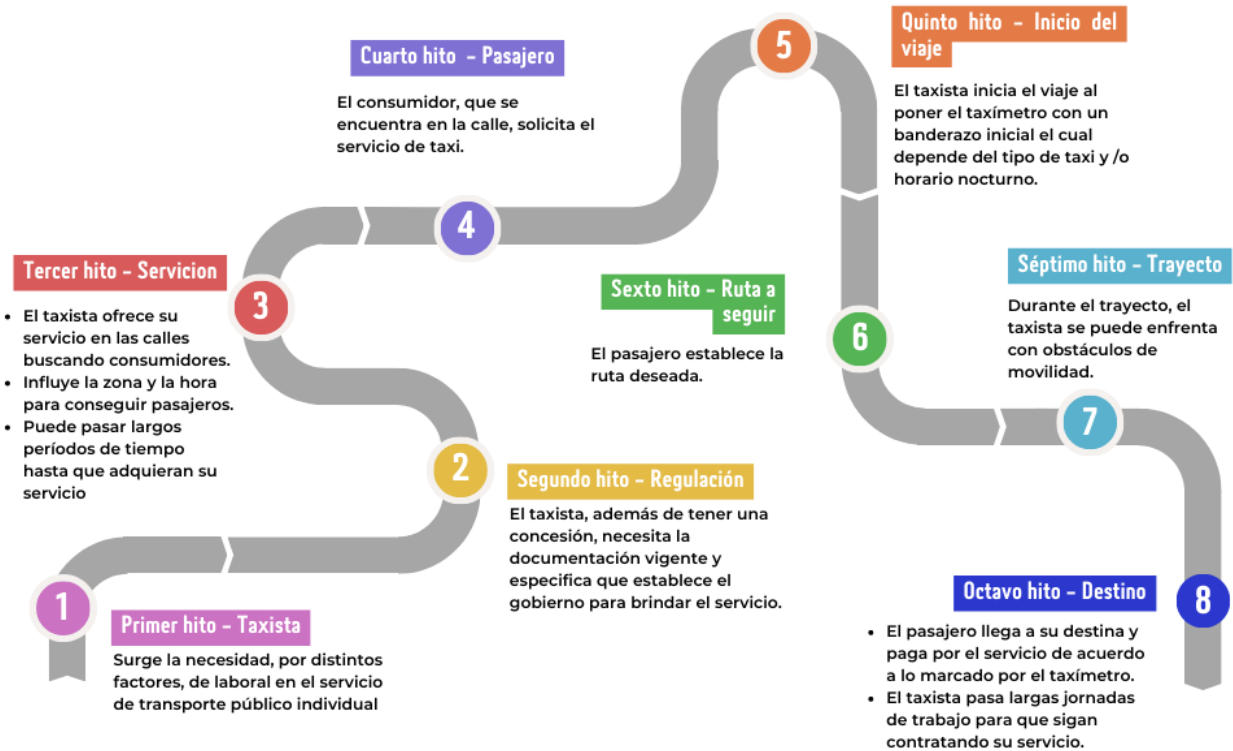 1
Primer hito - Taxista
Surge la necesidad, por distintos
factores, de laboral en el servicio
de transporte público individual
2
Segundo hito - Regulación
El taxista, además de tener una
concesión, necesita la
documentación vigente y
especifica que establece el
gobierno para brindar el servicio.
3
Tercer hito - Servicion
• El taxista ofrece su
servicio en las calles
buscando consumidores.
• Influye la zona y la hora
para conseguir pasajeros.
• Puede pasar largos
períodos de tiempo
hasta que adquieran su
servicio
4
Cuarto hito - Pasajero
El consumidor, que se
encuentra en la calle, solicita el
servicio de taxi.
5
Quinto hito - Inicio del
viaje
El taxista inicia el viaje al
poner el taxímetro con un
banderazo inicial el cual
depende del tipo de taxi y /o
horario nocturno.
6
Sexto hito - Ruta a
seguir
El pasajero establece la
ruta deseada.
7
Séptimo hito - Trayecto
Durante el trayecto, el
taxista se puede enfrenta
con obstáculos de
movilidad.
8
Octavo hito - Destino
• El pasajero llega a su destina y
paga por el servicio de acuerdo
a lo marcado por el taxímetro.
• El taxista pasa largas jornadas
de trabajo para que sigan
contratando su servicio.